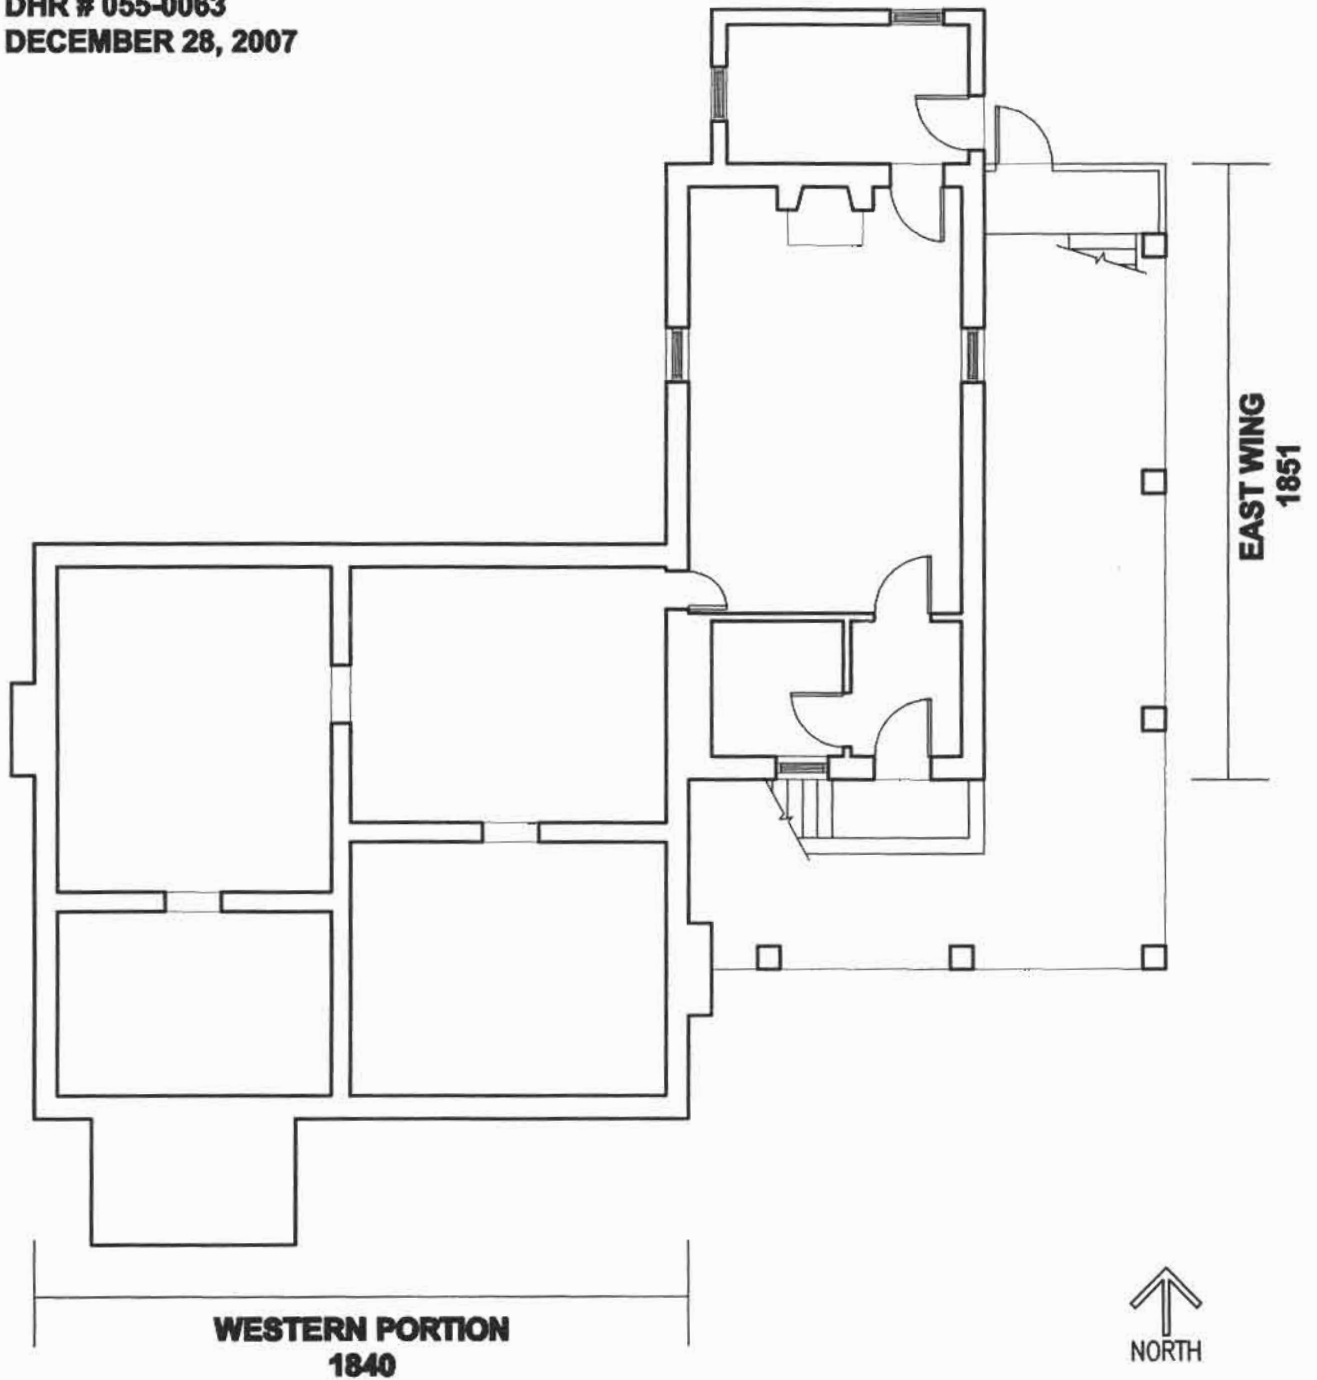 DHR # 055-0063
DECEMBER 28, 2007
EAST WING
1851
WESTERN PORTION
1840
NORTH